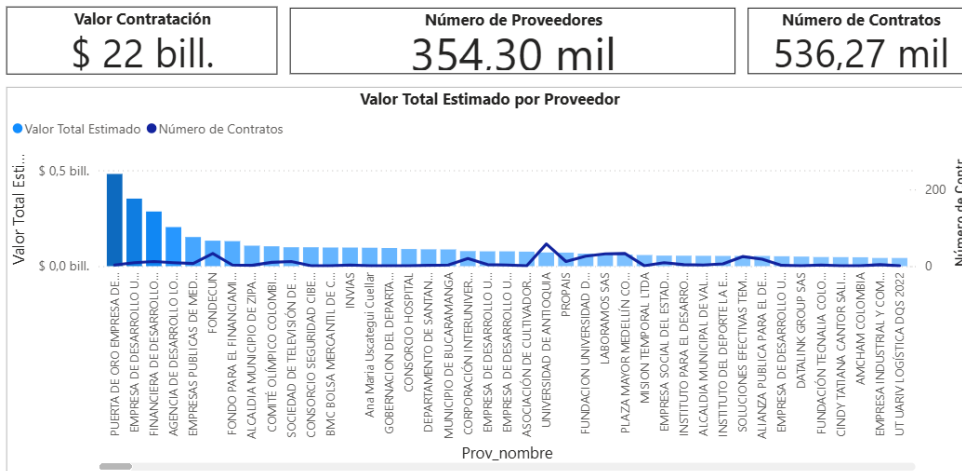 Valor Contratación
$ 22 bill.
Número de Proveedores
354,30 mil
Número de Contratos
536,27 mil
Valor Total Estimado por Proveedor
Valor Total Estimado
Número de Contratos
Valor Total Esti...
$ 0,5 bill.
$ 0,0 bill.
200
0
Número de Contr
PUERTA DE ORO EMPRESA DE...
EMPRESA DE DESARROLLO U...
FINANCIERA DE DESARROLLO...
AGENCIA DE DESARROLLO LO...
EMPRESAS PUBLICAS DE MED...
FONDECUN
FONDO PARA EL FINANCIAMI...
ALCALDIA MUNICIPIO DE ZIPA...
COMITÉ OLÍMPICO COLOMBI...
SOCIEDAD DE TELEVISIÓN DE...
CONSORCIO SEGURIDAD CIBE...
BMC BOLSA MERCANTIL DE C...
INVIAS
Ana Maria Uscategui Cuellar
GOBERNACION DEL DEPARTA...
CONSORCIO HOSPITAL
DEPARTAMENTO DE SANTAN...
MUNICIPIO DE BUCARAMANGA
CORPORACIÓN INTERUNIVER...
EMPRESA DE DESARROLLO U...
EMPRESA DE DESARROLLO U...
ASOCIACIÓN DE CULTIVADOR...
UNIVERSIDAD DE ANTIOQUIA
PROPAIS
FUNDACION UNIVERSIDAD D...
LABORAMOS SAS
PLAZA MAYOR MEDELLÍN CO...
MISION TEMPORAL LTDA
EMPRESA SOCIAL DEL ESTAD...
INSTITUTO PARA EL DESARRO...
ALCALDIA MUNICIPAL DE VAL...
INSTITUTO DEL DEPORTE LA E...
SOLUCIONES EFECTIVAS TEM...
ALIANZA PUBLICA PARA EL DE...
EMPRESA DE DESARROLLO U...
DATALINK GROUP SAS
FUNDACIÓN TECNALIA COLO...
CINDY TATIANA CANTOR SALI...
AMCHAM COLOMBIA
EMPRESA INDUSTRIAL Y COM...
UT UARIV LOGÍSTICA DQS 2022
Prov_nombre